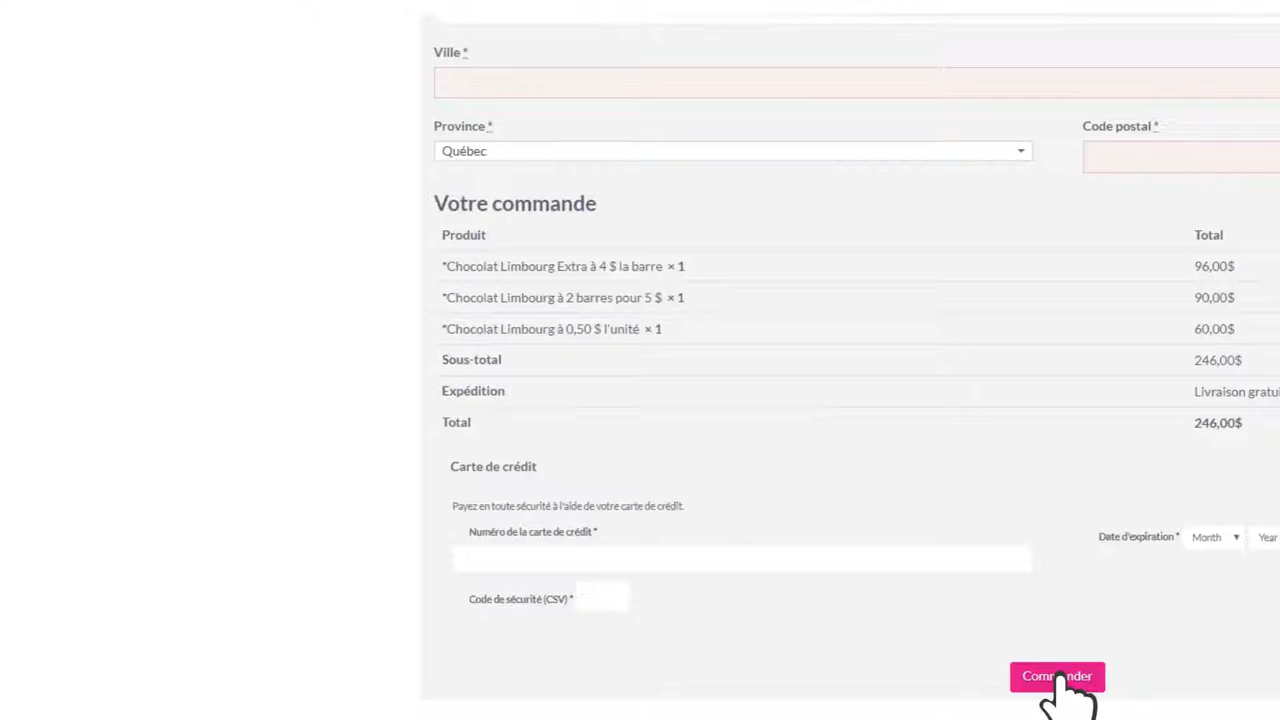 Ville *
Province * Code postal *
Québec
Votre commande
Produit Total
*Chocolat Limbourg Extra à 4 $ la barre × 1 96,00$
*Chocolat Limbourg à 2 barres pour 5 $ × 1 90,00$
*Chocolat Limbourg à 0,50 $ l'unité × 1 60,00$
Sous-total 246,00$
Expédition Livraison
Total 246,00$
Carte de crédit
Payez en toute sécurité à l'aide de votre carte de crédit.
Numéro de la carte de crédit *
Date d'expiration * Month Year
Code de sécurité (CSV) *